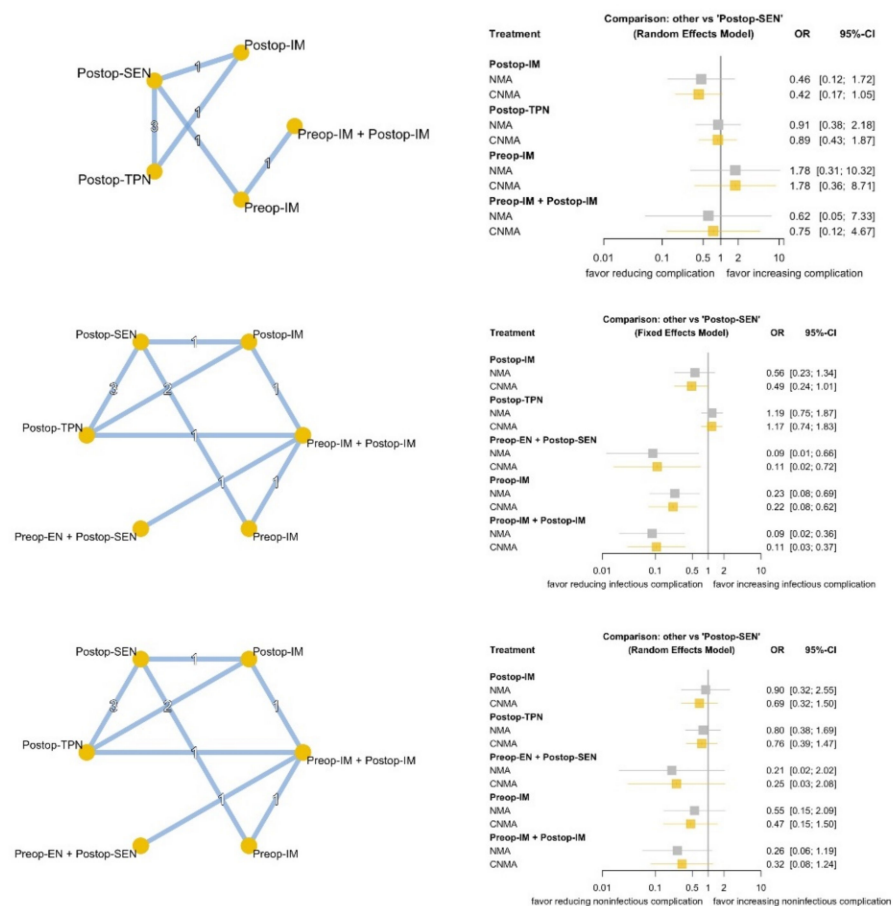 Postop-IM
Postop-SEN
1
1
3
1
Preop-IM + Postop-IM
1
Postop-TPN
Preop-IM
Comparison: other vs 'Postop-SEN'
Treatment (Random Effects Model) OR 95%-CI
Postop-IM
NMA 0.46 [0.12; 1.72]
CNMA 0.42 [0.17; 1.05]
Postop-TPN
NMA 0.91 [0.38; 2.18]
CNMA 0.89 [0.43; 1.87]
Preop-IM
NMA 1.78 [0.31; 10.32]
CNMA 1.78 [0.36; 8.71]
Preop-IM + Postop-IM
NMA 0.62 [0.05; 7.33]
CNMA 0.75 [0.12; 4.67]
0.01 0.1 0.5 1 2 10
favor reducing complication favor increasing complication
Postop-SEN 1 Postop-IM
3 2 1
Postop-TPN 1 Preop-IM + Postop-IM
1 1
Preop-EN + Postop-SEN Preop-IM
Comparison: other vs 'Postop-SEN'
Treatment (Fixed Effects Model) OR 95%-CI
Postop-IM
NMA 0.56 [0.23; 1.34]
CNMA 0.49 [0.24; 1.01]
Postop-TPN
NMA 1.19 [0.75; 1.87]
CNMA 1.17 [0.74; 1.83]
Preop-EN + Postop-SEN
NMA 0.09 [0.01; 0.66]
CNMA 0.11 [0.02; 0.72]
Preop-IM
NMA 0.23 [0.08; 0.69]
CNMA 0.22 [0.08; 0.62]
Preop-IM + Postop-IM
NMA 0.09 [0.02; 0.36]
CNMA 0.11 [0.03; 0.37]
0.01 0.1 0.5 1 2 10
favor reducing infectious complication favor increasing infectious complication
Postop-SEN 1 Postop-IM
3 2 1
Postop-TPN 1 Preop-IM + Postop-IM
1 1
Preop-EN + Postop-SEN Preop-IM
Comparison: other vs 'Postop-SEN'
Treatment (Random Effects Model) OR 95%-CI
Postop-IM
NMA 0.90 [0.32; 2.55]
CNMA 0.69 [0.32; 1.50]
Postop-TPN
NMA 0.80 [0.38; 1.69]
CNMA 0.76 [0.39; 1.47]
Preop-EN + Postop-SEN
NMA 0.21 [0.02; 2.02]
CNMA 0.25 [0.03; 2.08]
Preop-IM
NMA 0.55 [0.15; 2.09]
CNMA 0.47 [0.15; 1.50]
Preop-IM + Postop-IM
NMA 0.26 [0.06; 1.19]
CNMA 0.32 [0.08; 1.24]
0.01 0.1 0.5 1 2 10
favor reducing noninfectious complication favor increasing noninfectious complication